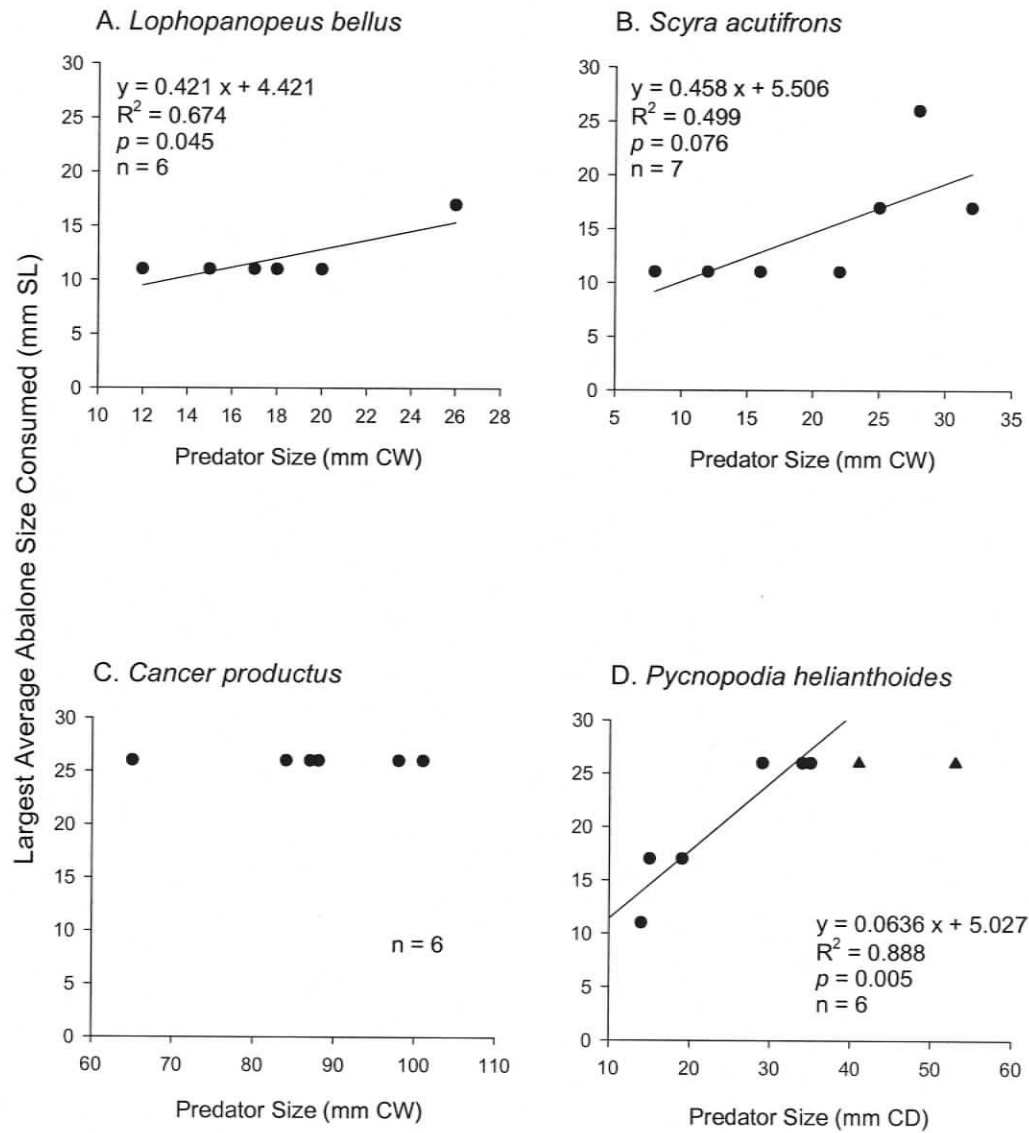 Largest Average Abalone Size Consumed (mm SL)
A. Lophopanopeus bellus
y = 0.421 x + 4.421
R² = 0.674
p = 0.045
n = 6
30
25
20
15
10
5
0
10 12 14 16 18 20 22 24 26 28
Predator Size (mm CW)
B. Scyra acutifrons
y = 0.458 x + 5.506
R² = 0.499
p = 0.076
n = 7
30
25
20
15
10
5
0
5 10 15 20 25 30 35
Predator Size (mm CW)
C. Cancer productus
30
25
20
15
10
5
0
n = 6
60 70 80 90 100 110
Predator Size (mm CW)
D. Pycnopodia helianthoides
30
25
20
15
10
5
0
y = 0.0636 x + 5.027
R² = 0.888
p = 0.005
n = 6
10 20 30 40 50 60
Predator Size (mm CD)